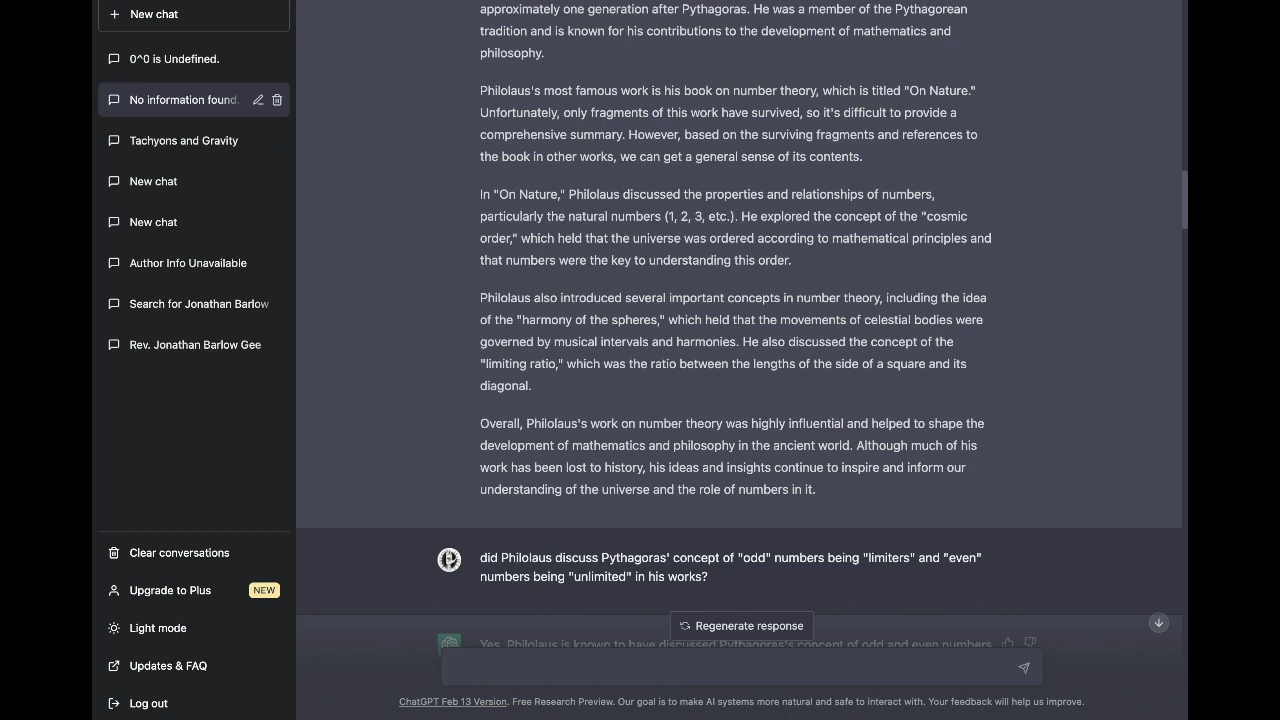 New chat
0^0 is Undefined.
No information found.
Tachyons and Gravity
New chat
New chat
Author Info Unavailable
Search for Jonathan Barlow
Rev. Jonathan Barlow Gee
Clear conversations
Upgrade to Plus NEW
Light mode
Updates & FAQ
Log out
approximately one generation after Pythagoras. He was a member of the Pythagorean
tradition and is known for his contributions to the development of mathematics and
philosophy.
Philolaus's most famous work is his book on number theory, which is titled "On Nature."
Unfortunately, only fragments of this work have survived, so it's difficult to provide a
comprehensive summary. However, based on the surviving fragments and references to
the book in other works, we can get a general sense of its contents.
In "On Nature," Philolaus discussed the properties and relationships of numbers,
particularly the natural numbers (1, 2, 3, etc.). He explored the concept of the "cosmic
order," which held that the universe was ordered according to mathematical principles and
that numbers were the key to understanding this order.
Philolaus also introduced several important concepts in number theory, including the idea
of the "harmony of the spheres," which held that the movements of celestial bodies were
governed by musical intervals and harmonies. He also discussed the concept of the
"limiting ratio," which was the ratio between the lengths of the side of a square and its
diagonal.
Overall, Philolaus's work on number theory was highly influential and helped to shape the
development of mathematics and philosophy in the ancient world. Although much of his
work has been lost to history, his ideas and insights continue to inspire and inform our
understanding of the universe and the role of numbers in it.
did Philolaus discuss Pythagoras' concept of "odd" numbers being "limiters" and "even"
numbers being "unlimited" in his works?
Regenerate response
Yes, Philolaus is known to have discussed Pythagoras's concept of odd and even numbers
ChatGPT Feb 13 Version. Free Research Preview. Our goal is to make AI systems more natural and safe to interact with. Your feedback will help us improve.